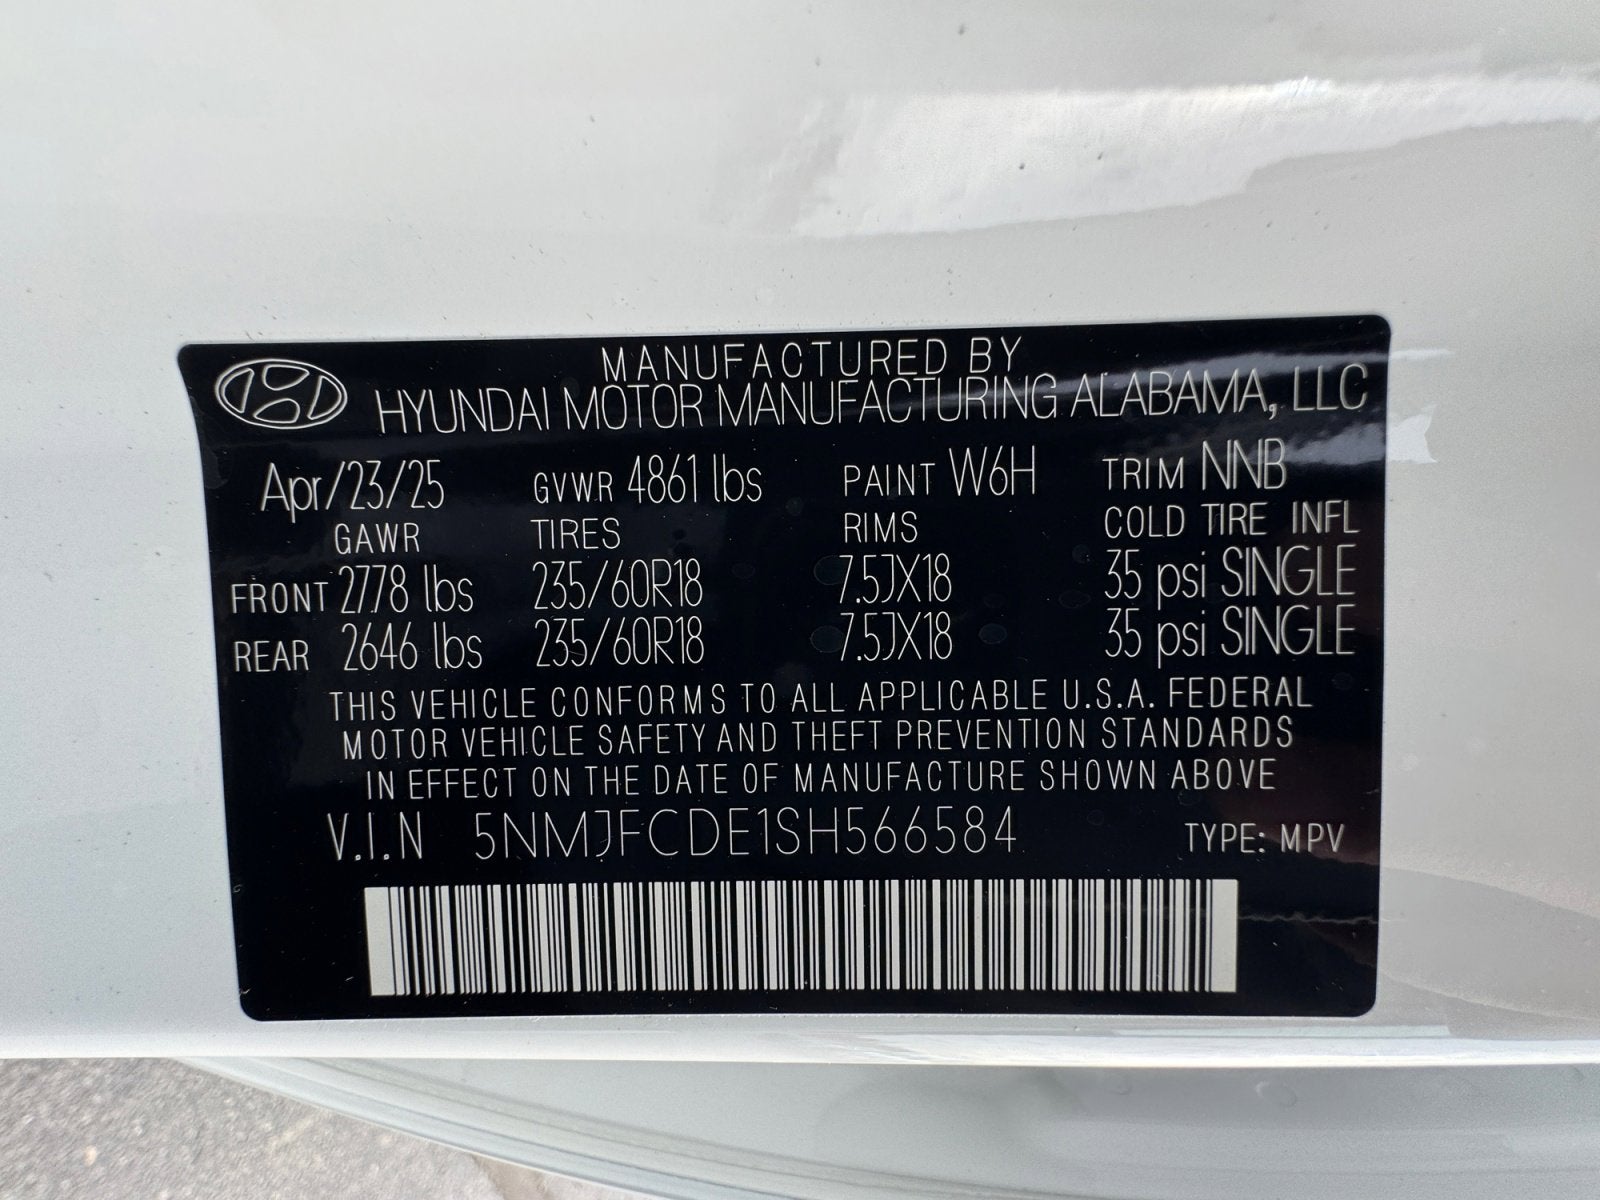 MANUFACTURED BY
HYUNDAI MOTOR MANUFACTURING ALABAMA, LLC
Apr/23/25 GVWR 4861 lbs PAINT W6H TRIM NNB
GAWR TIRES RIMS COLD TIRE INFL
FRONT 2778 lbs 235/60R18 7.5JX18 35 psi SINGLE
REAR 2646 lbs 235/60R18 7.5JX18 35 psi SINGLE
THIS VEHICLE CONFORMS TO ALL APPLICABLE U.S.A. FEDERAL
MOTOR VEHICLE SAFETY AND THEFT PREVENTION STANDARDS
IN EFFECT ON THE DATE OF MANUFACTURE SHOWN ABOVE
V.I.N 5NMJFCDE1SH566584 TYPE: MPV